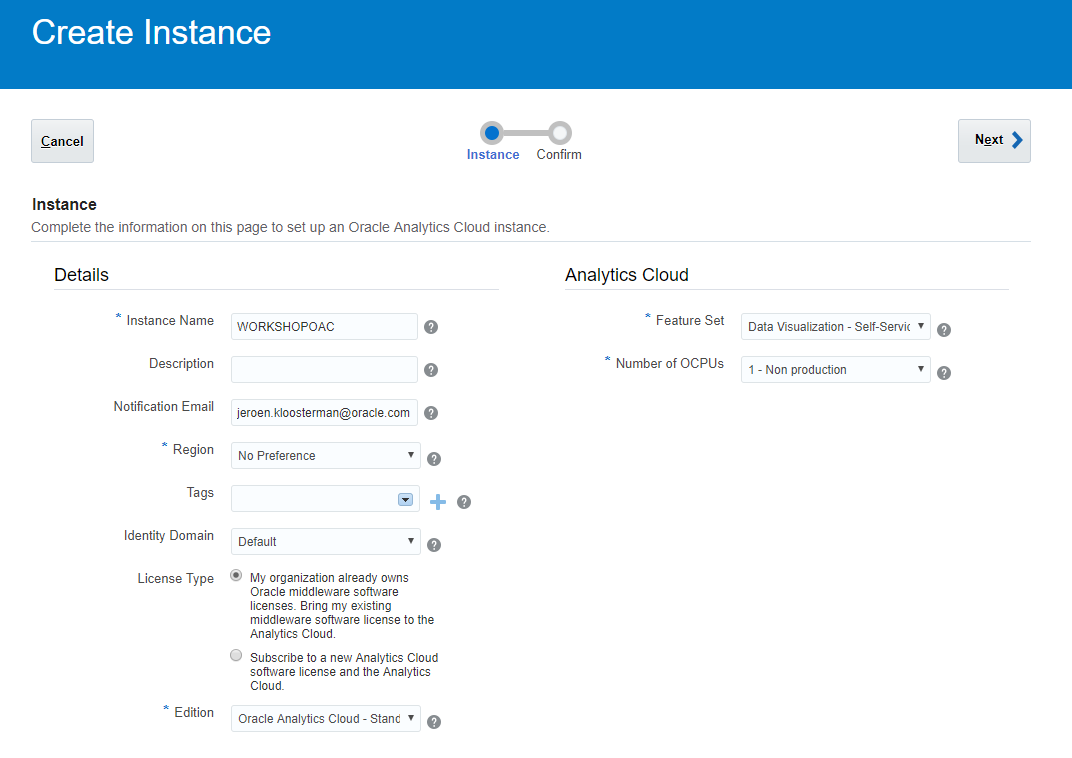 Create Instance
Cancel
Instance
Confirm
Next
Instance
Complete the information on this page to set up an Oracle Analytics Cloud instance.
Details
* Instance Name
WORKSHOPOAC
?
Description
?
Notification Email
jeroen.kloosterman@oracle.com
?
* Region
No Preference
?
Tags
?
Identity Domain
Default
?
License Type
My organization already owns
Oracle middleware software
licenses. Bring my existing
middleware software license to the
Analytics Cloud.
Subscribe to a new Analytics Cloud
software license and the Analytics
Cloud.
* Edition
Oracle Analytics Cloud - Stand
?
Analytics Cloud
* Feature Set
Data Visualization - Self-Servic
?
* Number of OCPUs
1 - Non production
?